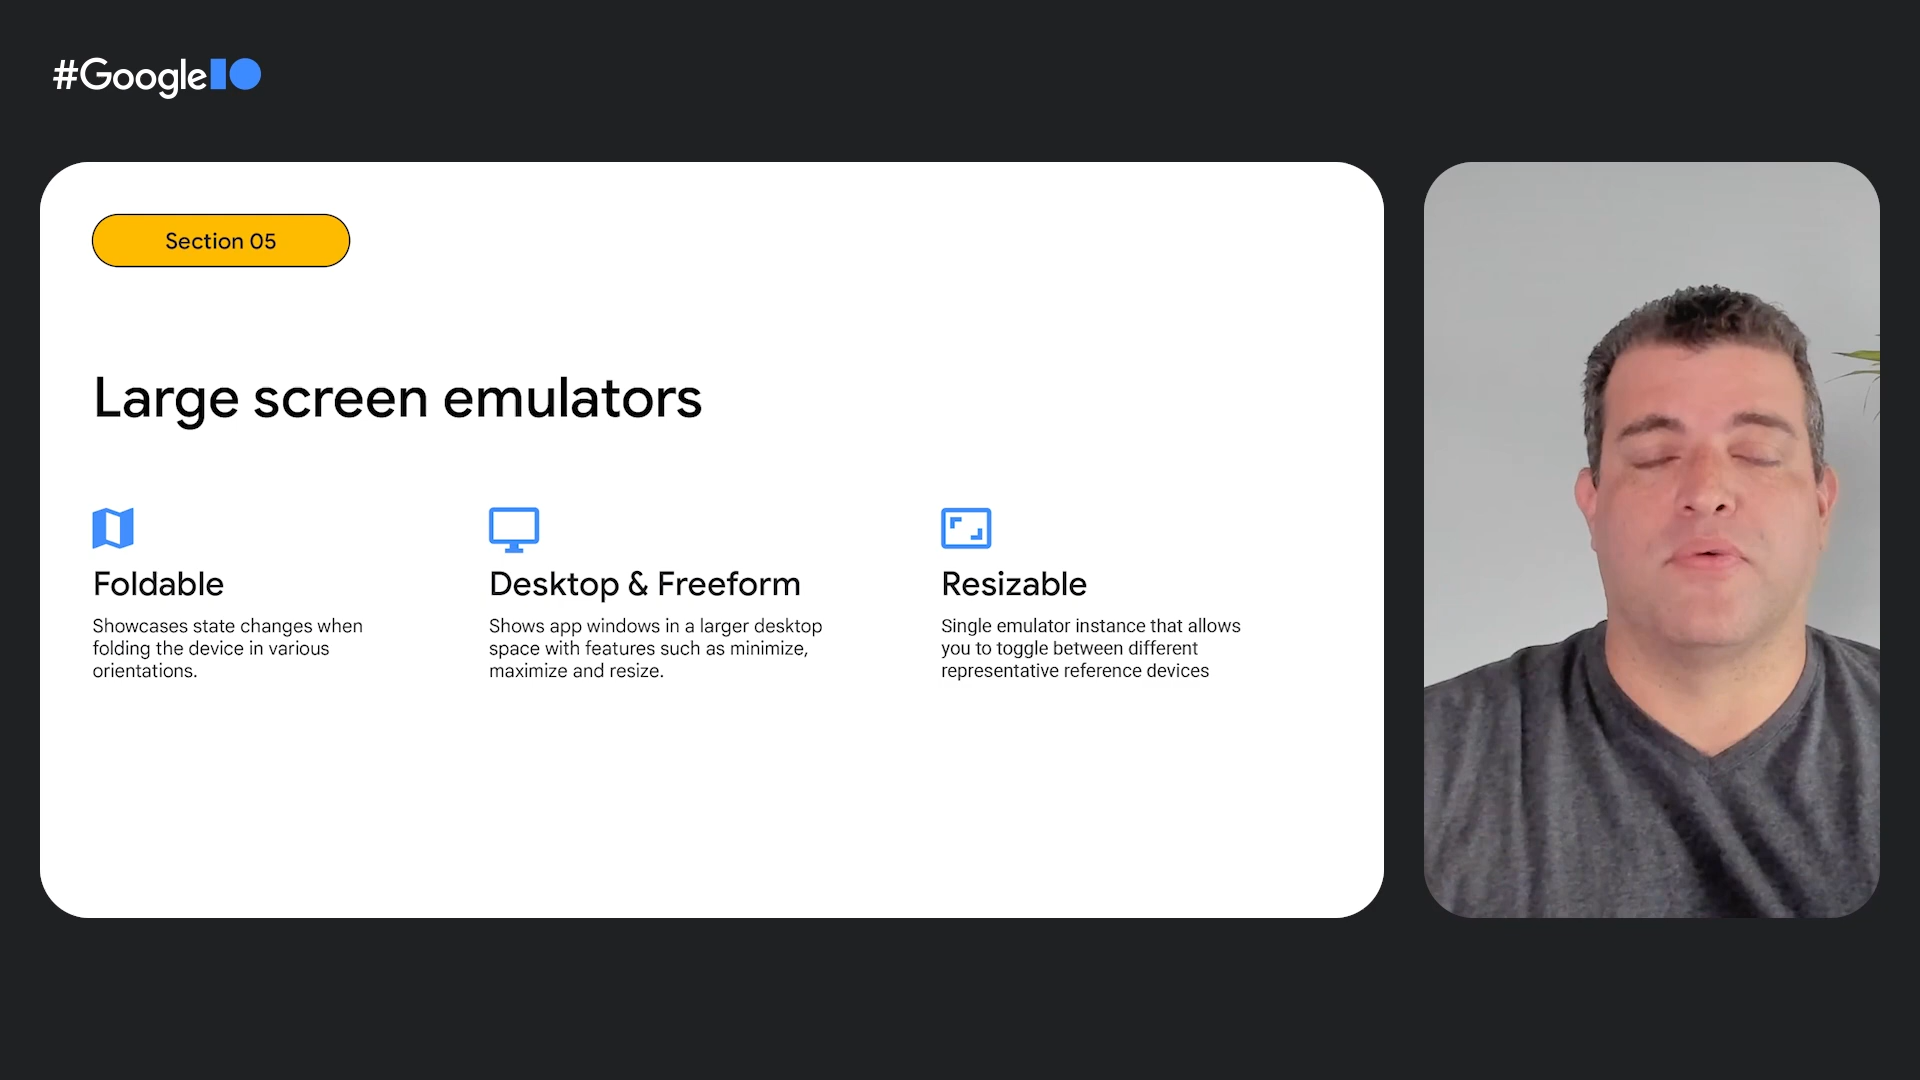 #Google
Section 05
Large screen emulators
Foldable
Showcases state changes when
folding the device in various
orientations.
Desktop & Freeform
Shows app windows in a larger desktop
space with features such as minimize,
maximize and resize.
Resizable
Single emulator instance that allows
you to toggle between different
representative reference devices